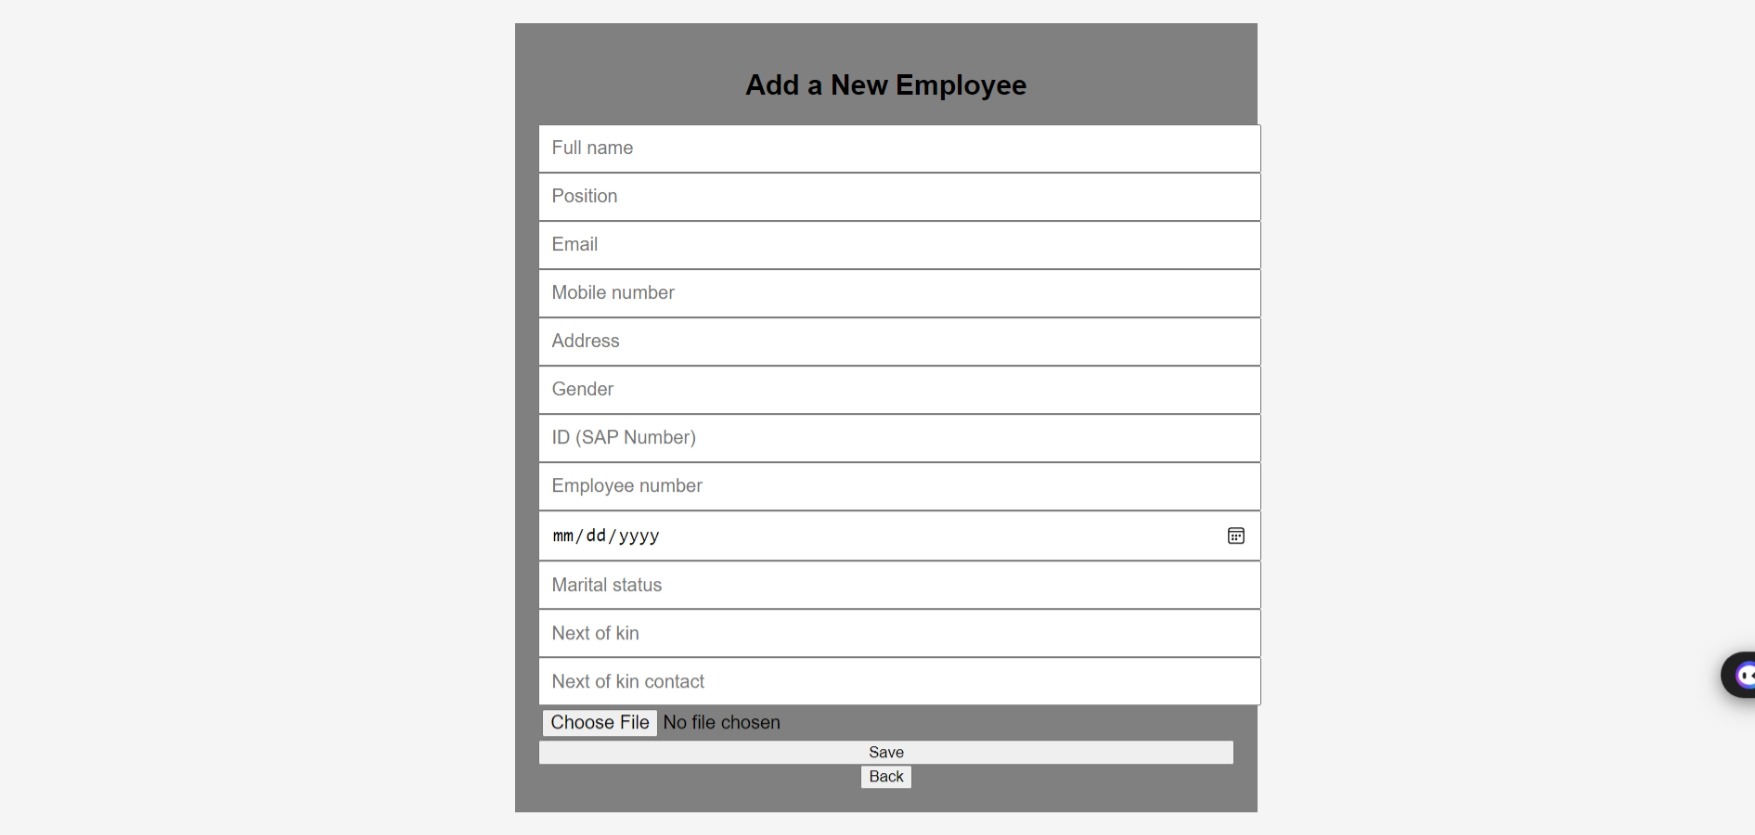 Add a New Employee
Full name
Position
Email
Mobile number
Address
Gender
ID (SAP Number)
Employee number
mm/dd/yyyy
Marital status
Next of kin
Next of kin contact
Choose File No file chosen
Save
Back